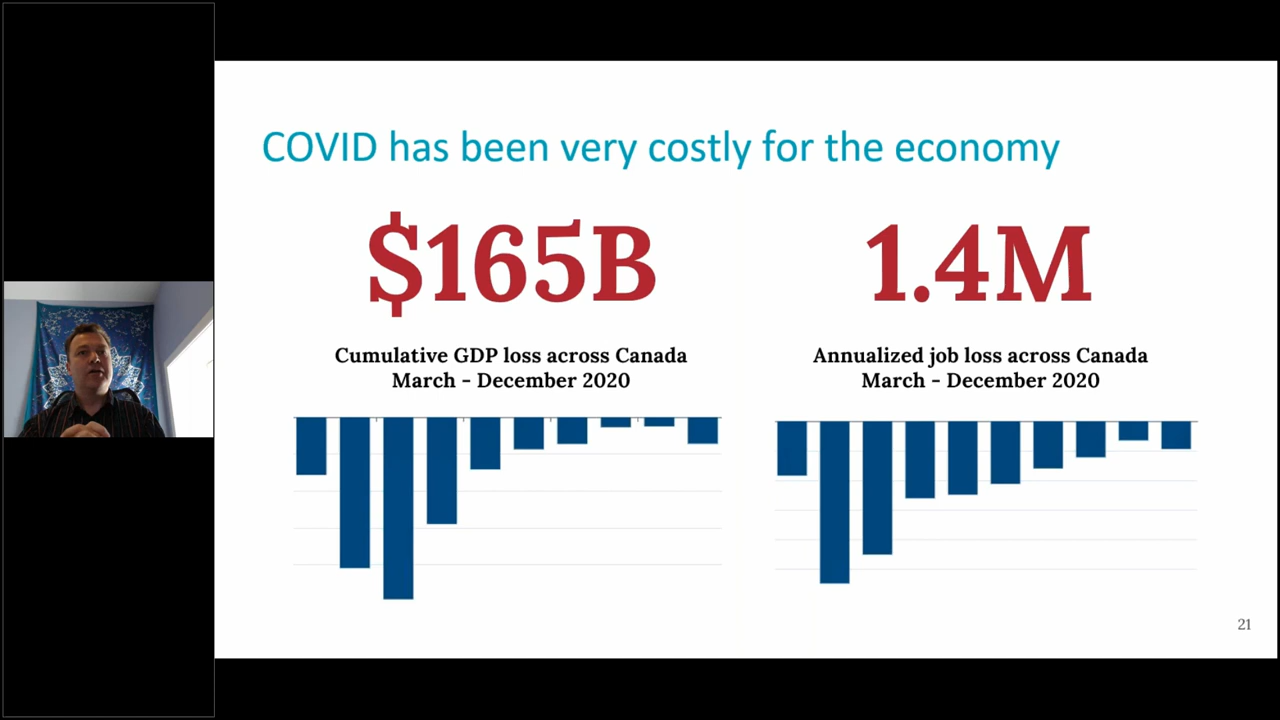 COVID has been very costly for the economy
$165B
Cumulative GDP loss across Canada
March - December 2020
1.4M
Annualized job loss across Canada
March - December 2020
21